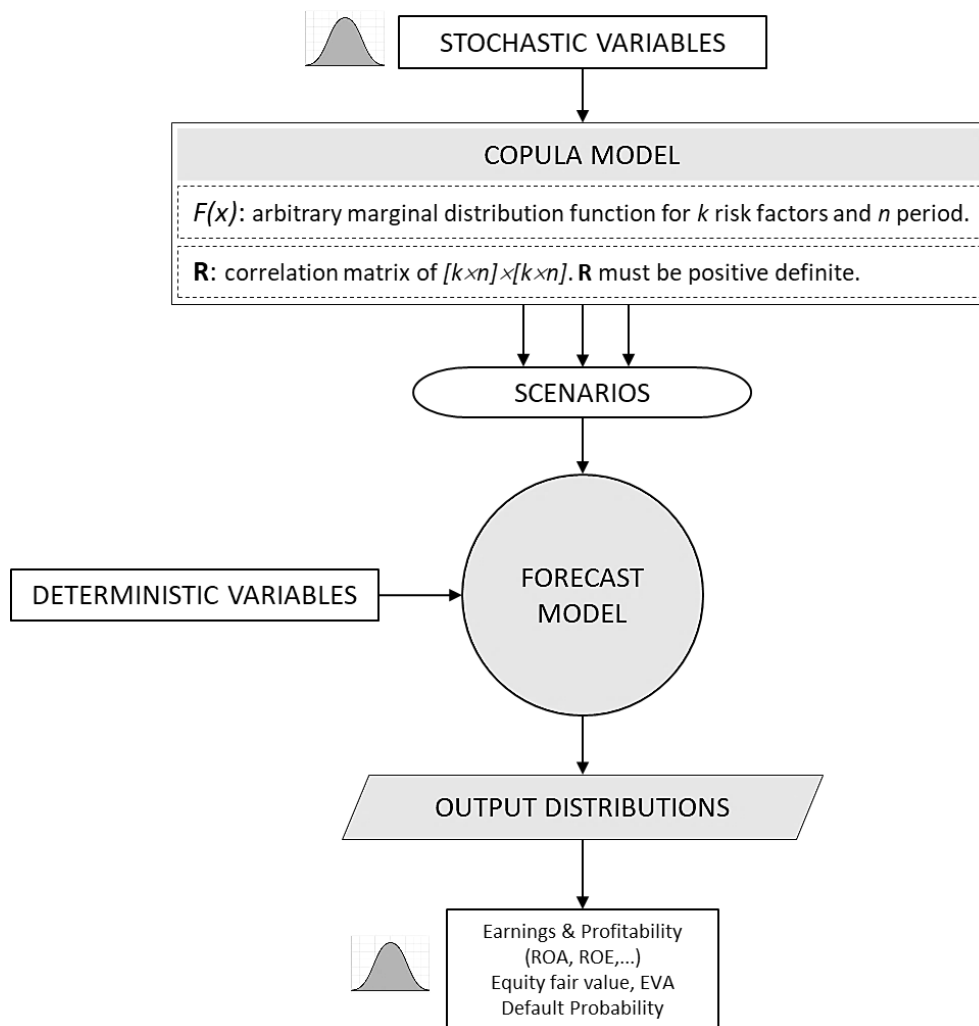 STOCHASTIC VARIABLES
COPULA MODEL
F(x): arbitrary marginal distribution function for k risk factors and n period.
R: correlation matrix of [k×n]×[k×n]. R must be positive definite.
SCENARIOS
FORECAST
MODEL
DETERMINISTIC VARIABLES
OUTPUT DISTRIBUTIONS
Earnings & Profitability
(ROA, ROE,...)
Equity fair value, EVA
Default Probability